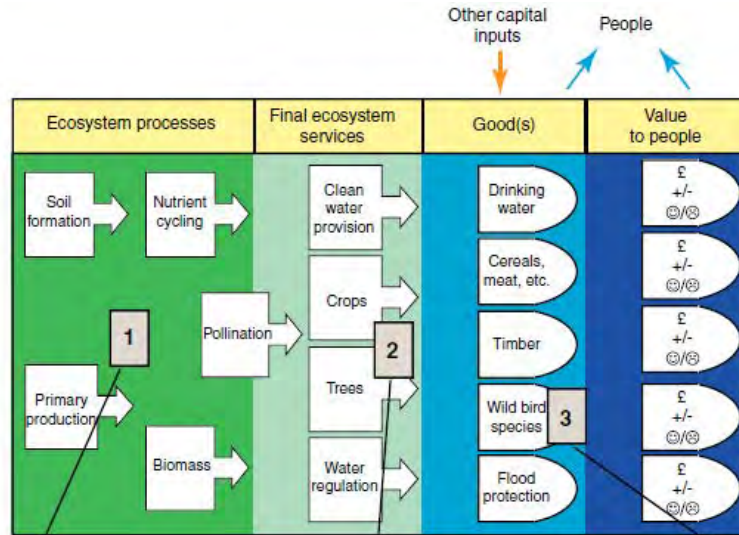 Other capital
inputs
People
Ecosystem processes
Final ecosystem
services
Good(s)
Value
to people
Soil
formation
Nutrient
cycling
Clean
water
provision
Drinking
water
£
+/-
☺/☹
Crops
Cereals,
meat, etc.
£
+/-
☺/☹
1
Pollination
2
Timber
£
+/-
☺/☹
Primary
production
Trees
Wild bird
species
3
£
+/-
☺/☹
Biomass
Water
regulation
Flood
protection
£
+/-
☺/☹